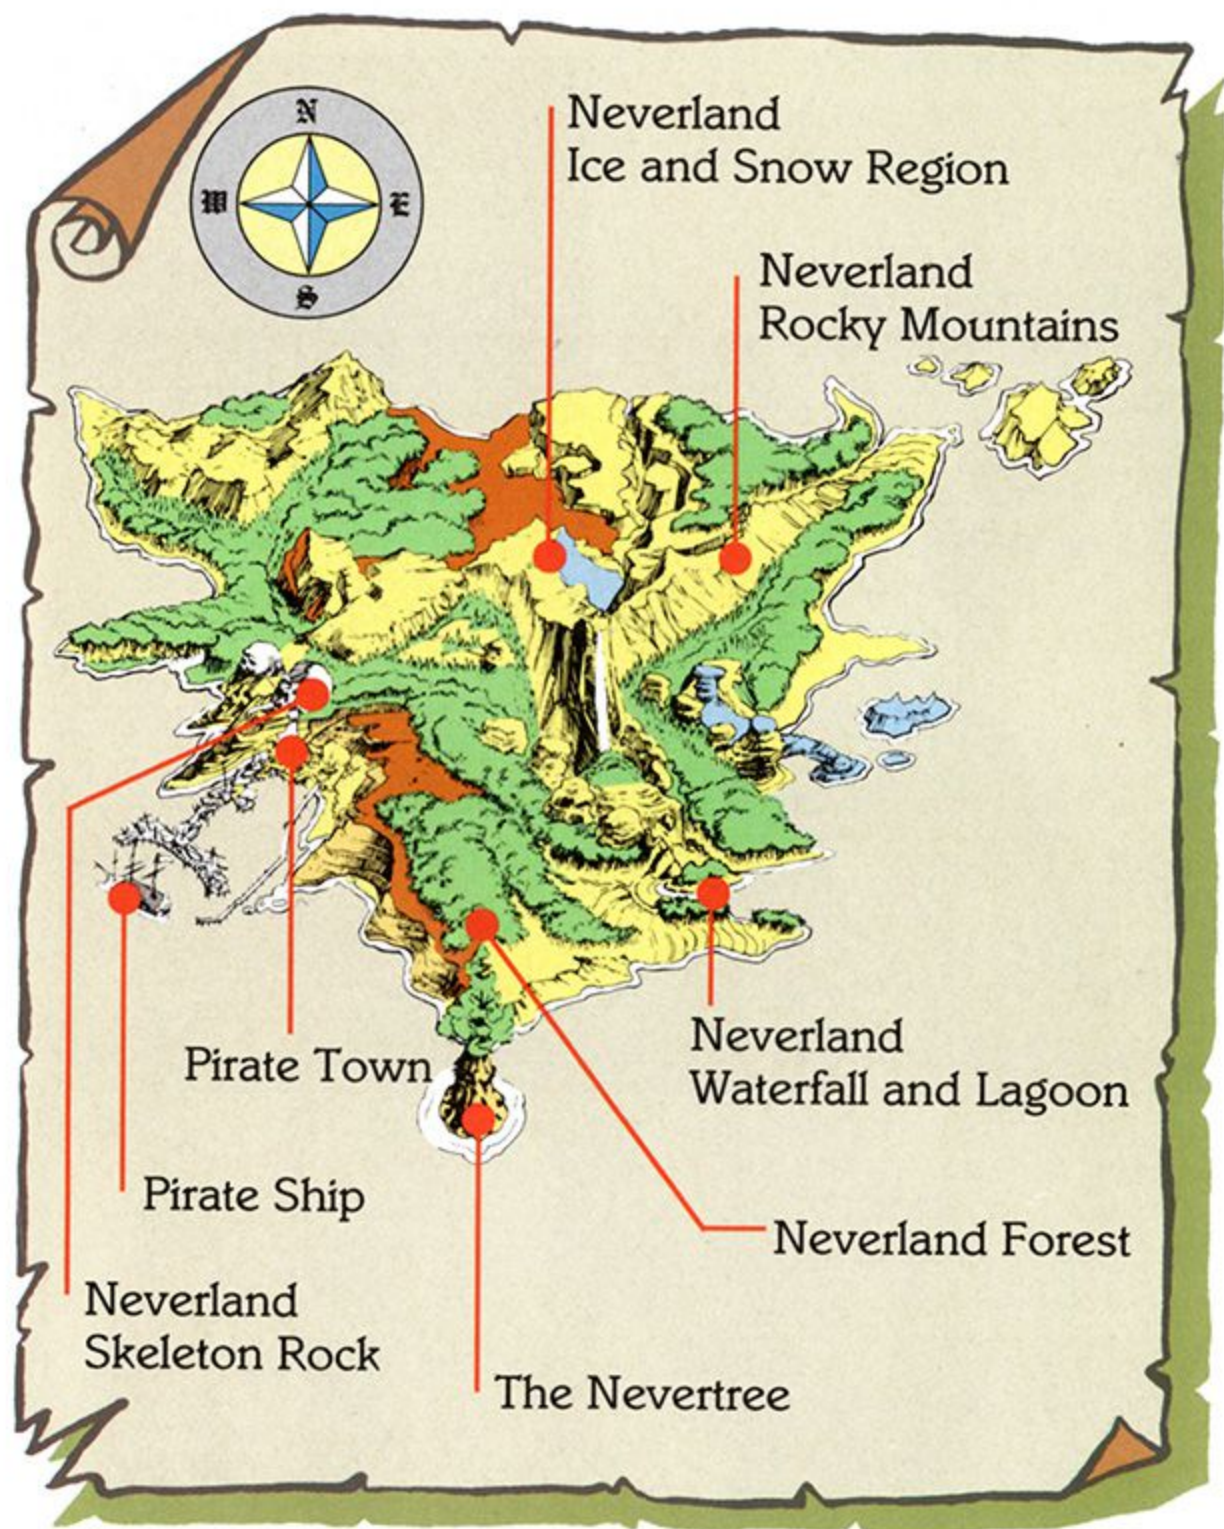 N
W
E
S
Neverland
Ice and Snow Region
Neverland
Rocky Mountains
Pirate Town
Neverland
Waterfall and Lagoon
Pirate Ship
Neverland Forest
Neverland
Skeleton Rock
The Nevertree